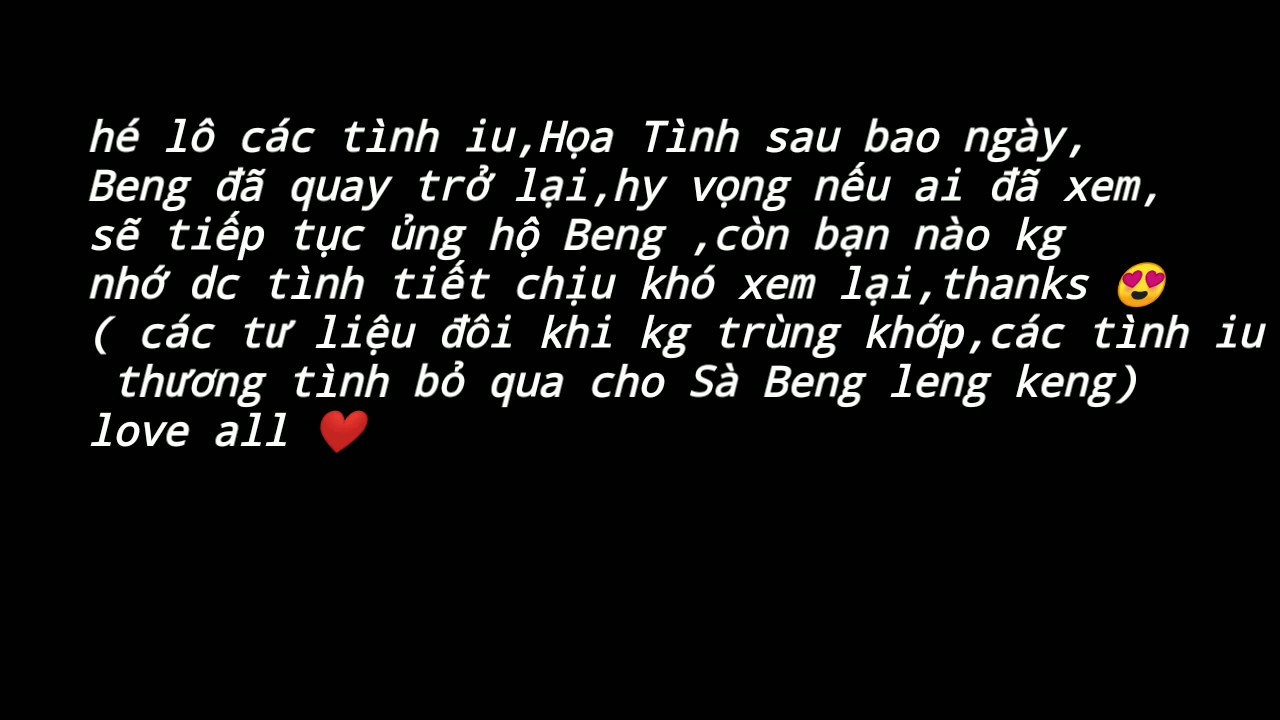 hé lô các tình iu,Họa Tình sau bao ngày,
Beng đã quay trở lại,hy vọng nếu ai đã xem,
sẽ tiếp tục ủng hộ Beng ,còn bạn nào kg
nhớ dc tình tiết chịu khó xem lại,thanks 😍
( các tư liệu đôi khi kg trùng khớp,các tình iu
thương tình bỏ qua cho Sà Beng leng keng)
love all ❤️